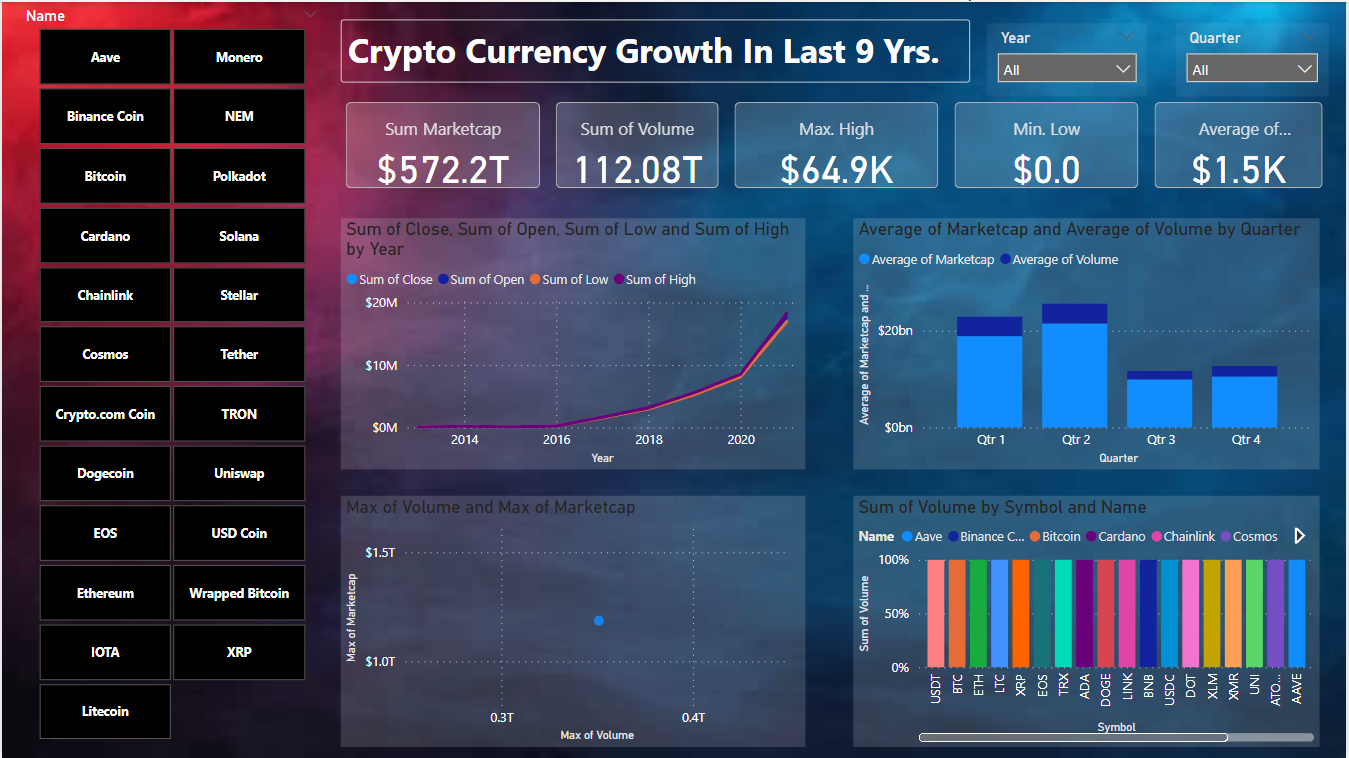 Name
Aave
Monero
Binance Coin
NEM
Bitcoin
Polkadot
Cardano
Solana
Chainlink
Stellar
Cosmos
Tether
Crypto.com Coin
TRON
Dogecoin
Uniswap
EOS
USD Coin
Ethereum
Wrapped Bitcoin
IOTA
XRP
Litecoin
Crypto Currency Growth In Last 9 Yrs.
Year
All
Quarter
All
Sum Marketcap
$572.2T
Sum of Volume
112.08T
Max. High
$64.9K
Min. Low
$0.0
Average of...
$1.5K
Sum of Close, Sum of Open, Sum of Low and Sum of High
by Year
Sum of Close Sum of Open Sum of Low Sum of High
$20M
$10M
$0M
2014 2016 2018 2020
Year
Average of Marketcap and Average of Volume by Quarter
Average of Marketcap Average of Volume
Average of Marketcap and ...
$20bn
$0bn
Qtr 1 Qtr 2 Qtr 3 Qtr 4
Quarter
Max of Volume and Max of Marketcap
Max of Marketcap
$1.5T
$1.0T
0.3T 0.4T
Max of Volume
Sum of Volume by Symbol and Name
Name Aave Binance C... Bitcoin Cardano Chainlink Cosmos
Sum of Volume
100%
50%
0%
USDT BTC ETH LTC XRP EOS TRX ADA DOGE LINK BNB USDC DOT XLM XMR UNI ATO... AAVE
Symbol